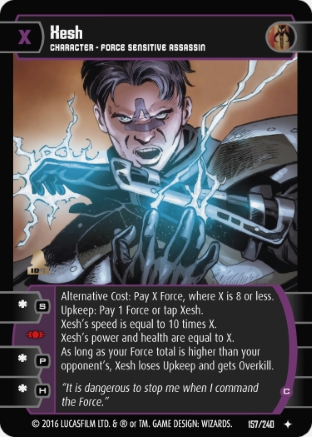 X
Xesh
CHARACTER - FORCE SENSITIVE ASSASSIN
Alternative Cost: Pay X Force, where X is 8 or less.
* S
Upkeep: Pay 1 Force or tap Xesh.
Xesh's speed is equal to 10 times X.
Xesh's power and health are equal to X.
* P
As long as your Force total is higher than your
opponent's, Xesh loses Upkeep and gets Overkill.
* H
"It is dangerous to stop me when I command
the Force."
C
© 2016 LUCASFILM LTD. & ® or TM. GAME DESIGN: WIZARDS.
157/240